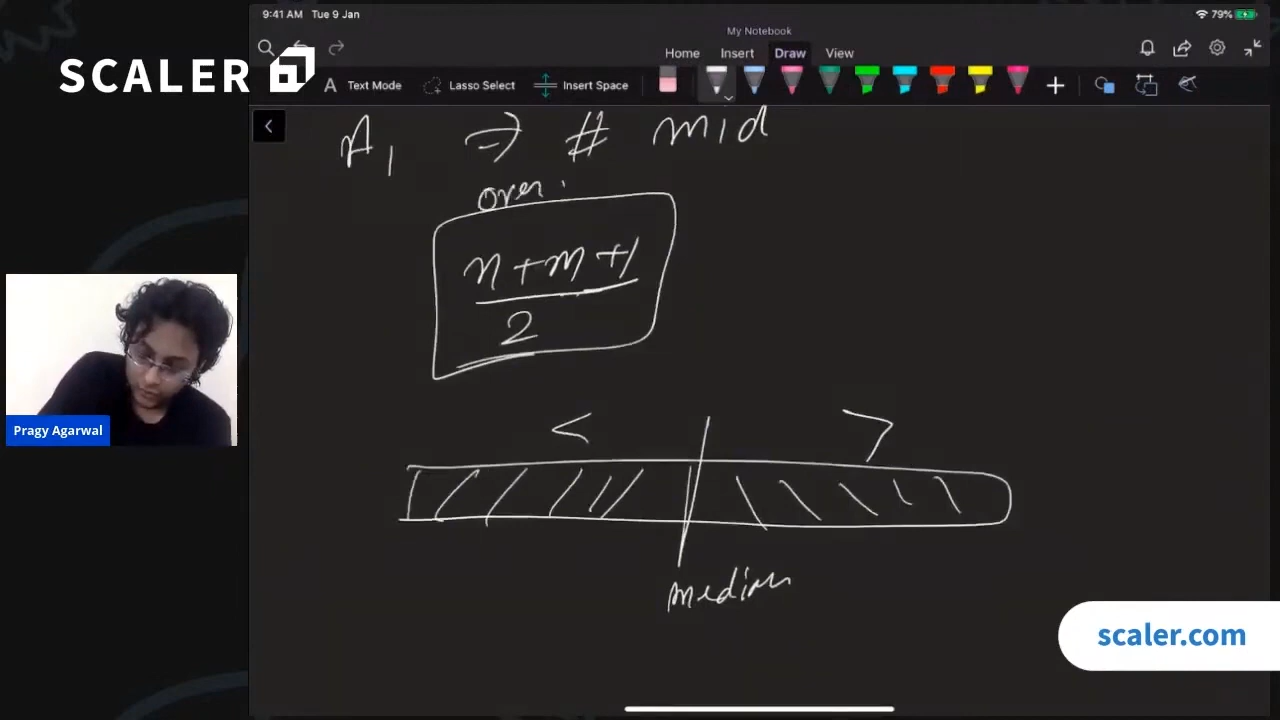 9:41 AM Tue 9 Jan
79%
My Notebook
Home Insert Draw View
SCALER
Text Mode Lasso Select Insert Space
A1 ⇒ # mid
over.
n+m+1
2
< >
median
Pragy Agarwal
scaler.com